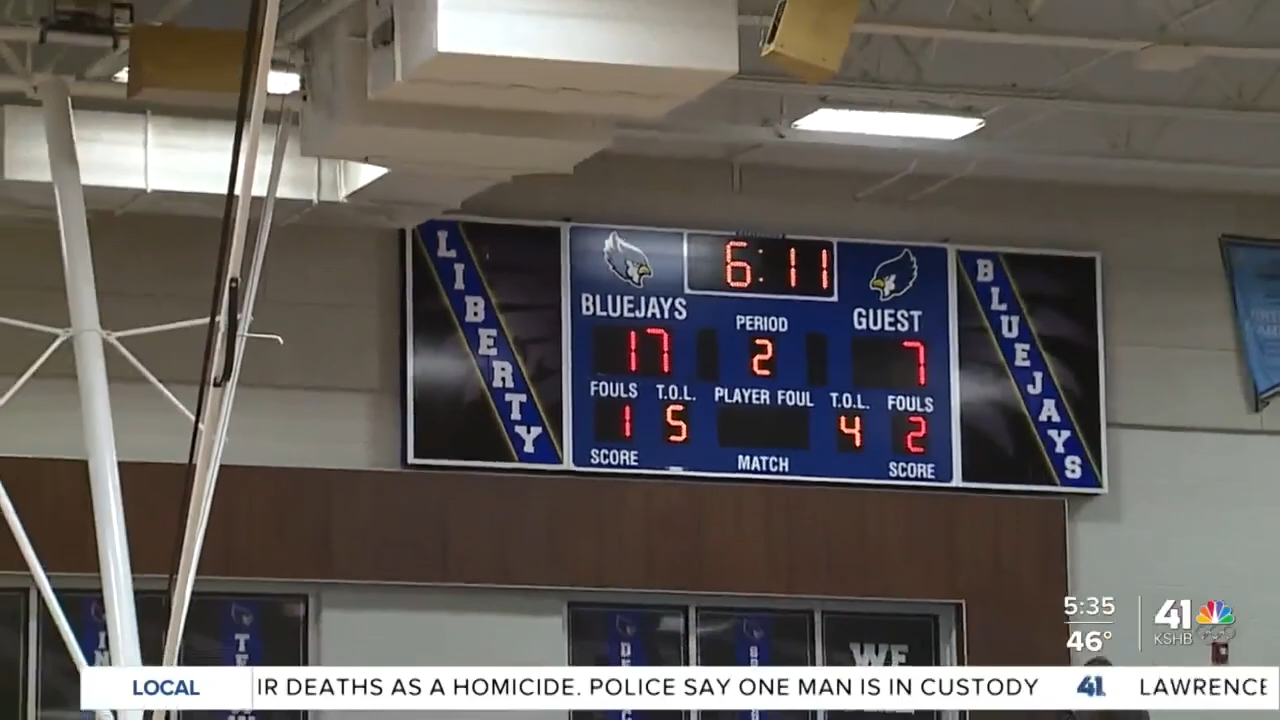 LIBERTY
6:11
BLUEJAYS
GUEST
17
PERIOD
2
7
FOULS T.O.L. PLAYER FOUL T.O.L. FOULS
1 5 4 2
SCORE MATCH SCORE
BLUEJAYS
WE
5:35
46°
41
KSHB
LOCAL IR DEATHS AS A HOMICIDE. POLICE SAY ONE MAN IS IN CUSTODY 41 LAWRENCE